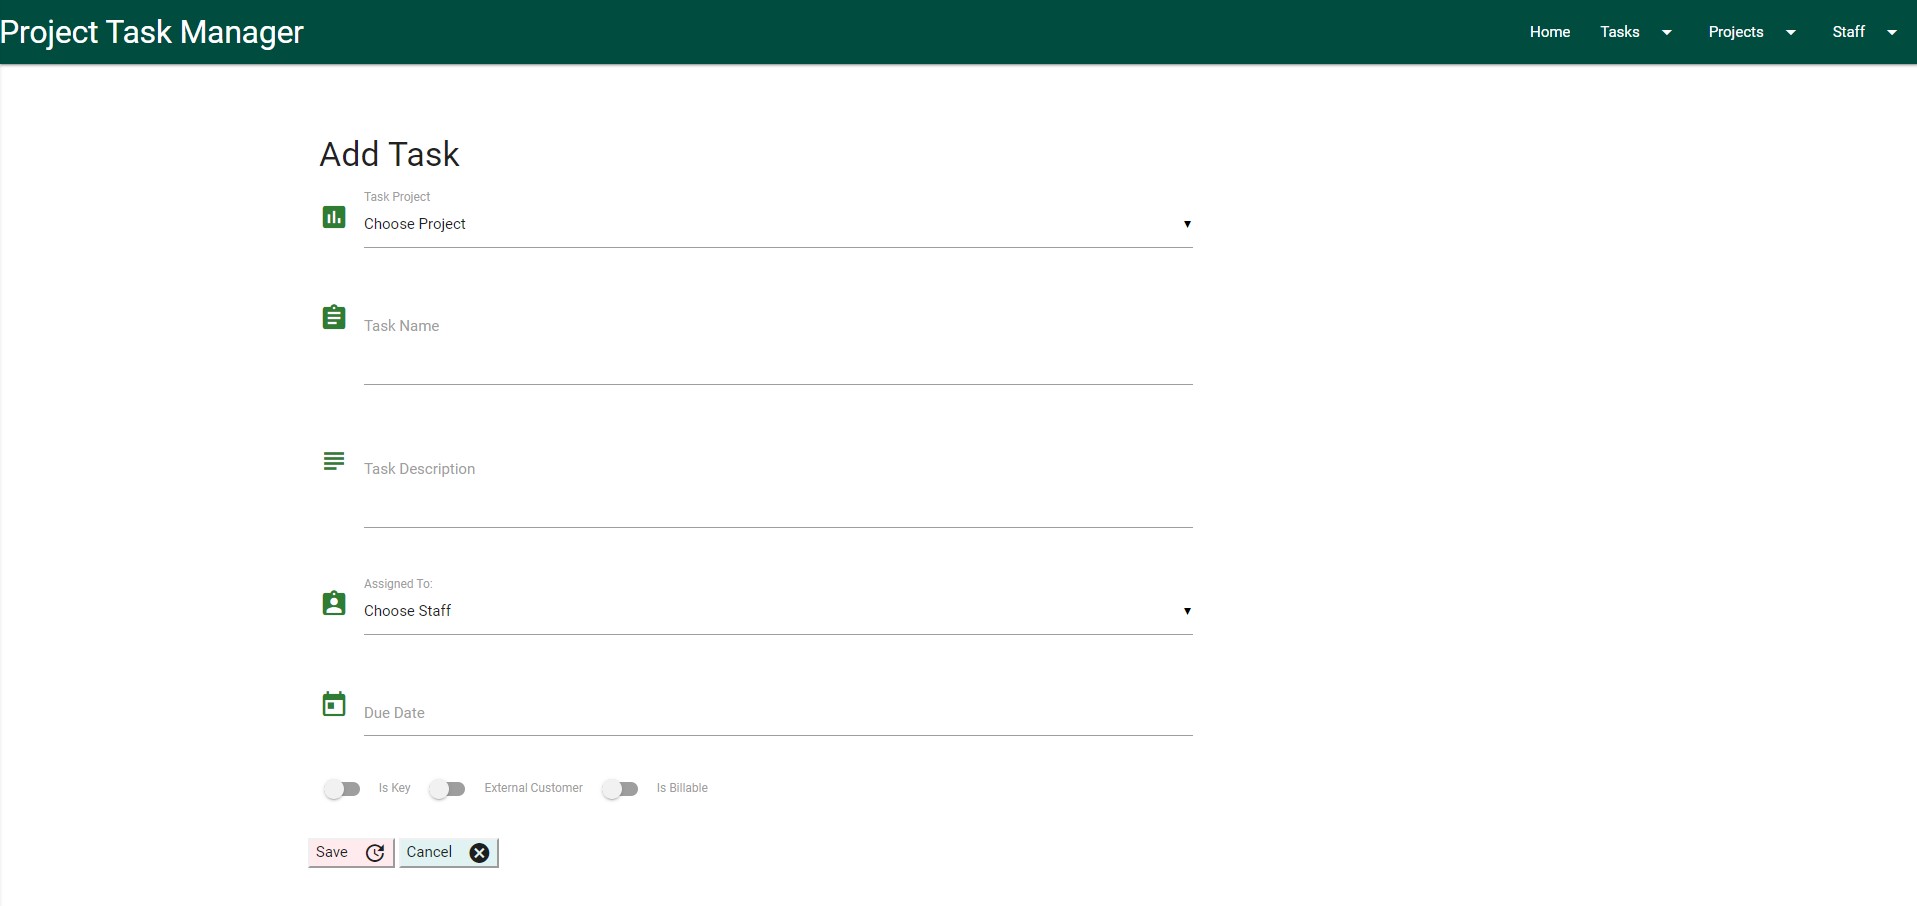 Project Task Manager
Home Tasks Projects Staff
Add Task
Task Project
Choose Project
Task Name
Task Description
Assigned To:
Choose Staff
Due Date
Is Key External Customer Is Billable
Save Cancel